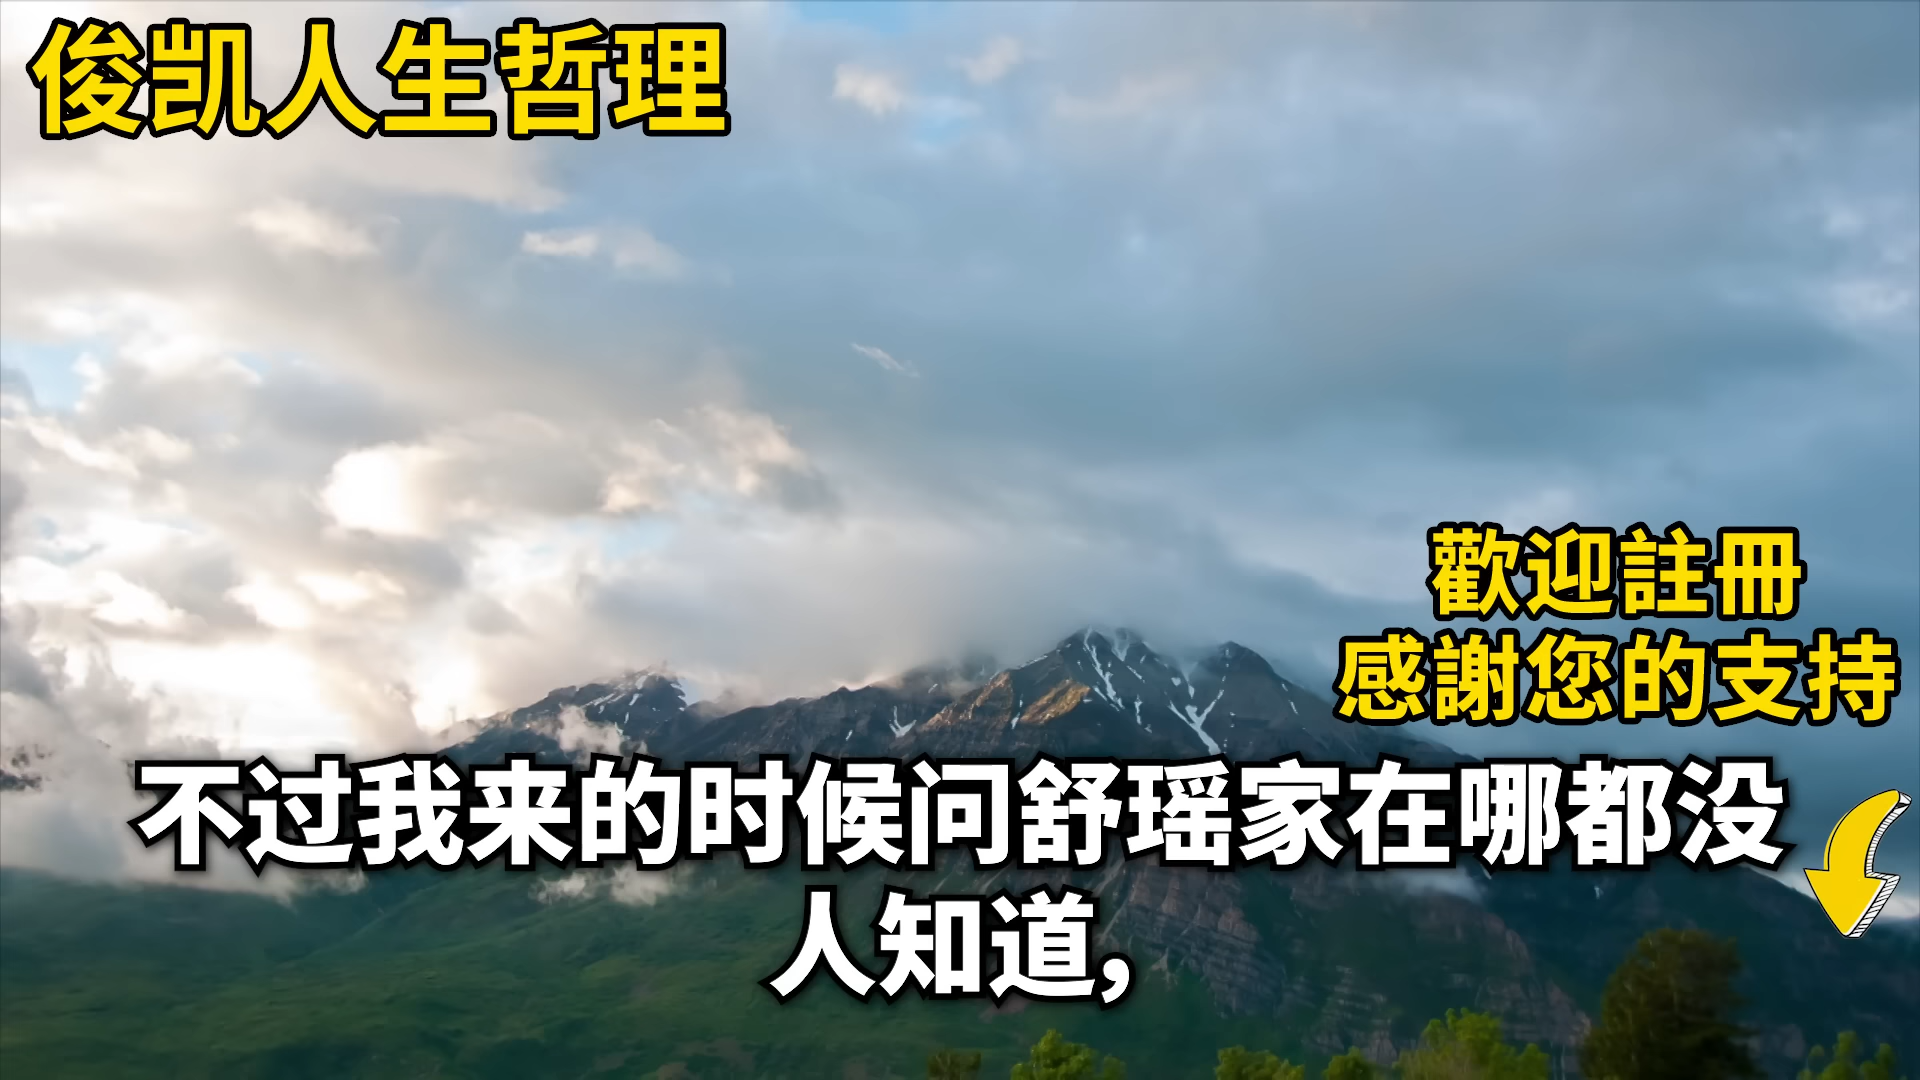 俊凯人生哲理
歡迎註冊
感謝您的支持
不过我来的时候问舒瑶家在哪都没
人知道,